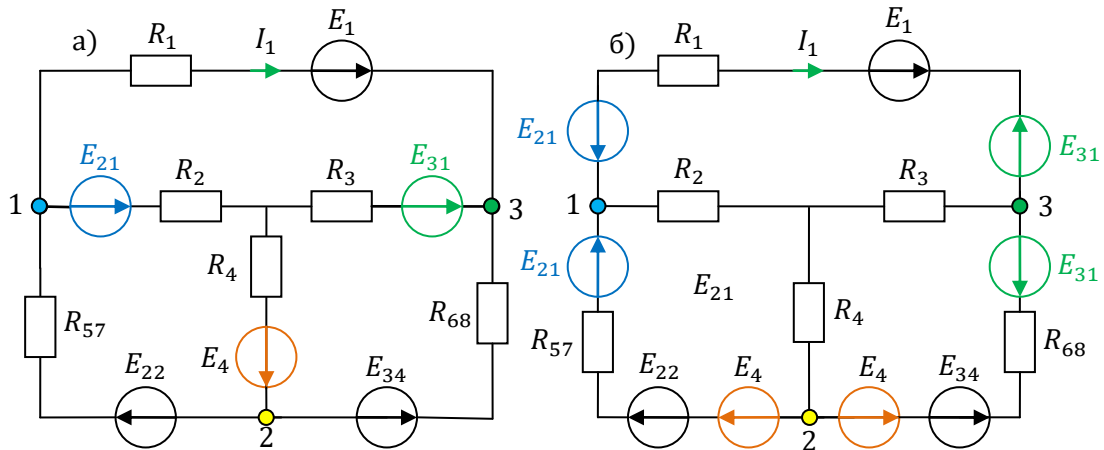 а) R₁ I₁ E₁
E₂₁ R₂ R₃ E₃₁
1 3
R₄
R₅₇ R₆₈
E₄
E₂₂ E₃₄
2
б) R₁ I₁ E₁
E₂₁ E₃₁
R₂ R₃
1 3
E₂₁ E₂₁ E₃₁
R₄
R₅₇ R₆₈
E₂₂ E₄ E₄ E₃₄
2